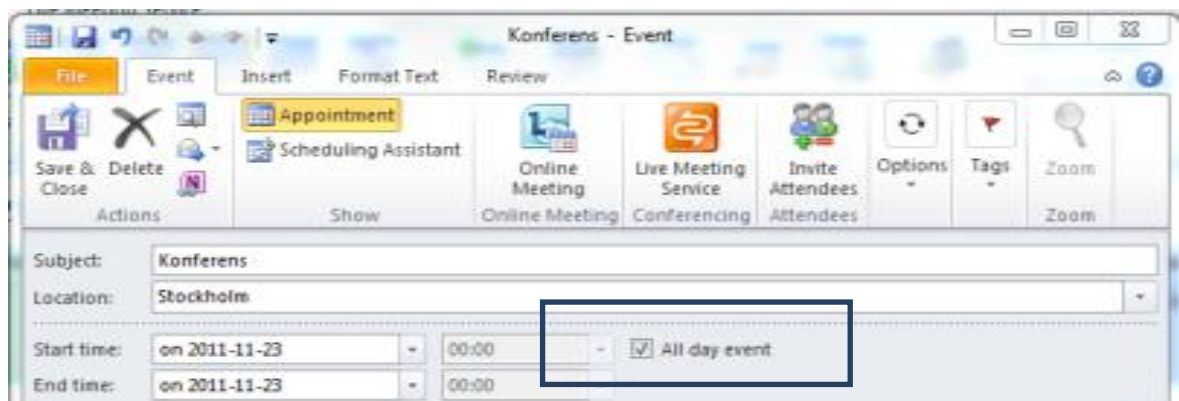 Konferens - Event
File Event Insert Format Text Review
Save & Close
Delete
Appointment
Scheduling Assistant
Online Meeting
Live Meeting Service
Invite Attendees
Options
Tags
Zoom
Actions Show Online Meeting Conferencing Attendees Zoom
Subject: Konferens
Location: Stockholm
Start time: on 2011-11-23 00:00 All day event
End time: on 2011-11-23 00:00